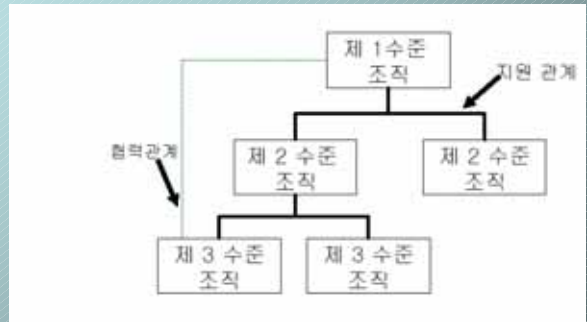 제 1수준
조직
지원 관계
협력관계
제 2 수준
조직
제 2 수준
조직
제 3 수준
조직
제 3 수준
조직